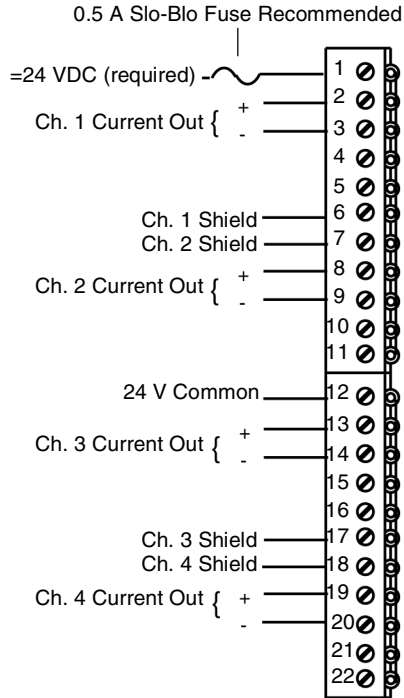 0.5 A Slo-Blo Fuse Recommended
=24 VDC (required) - 1
Ch. 1 Current Out { + 2
- 3
4
5
Ch. 1 Shield 6
Ch. 2 Shield 7
Ch. 2 Current Out { + 8
- 9
10
11
24 V Common 12
Ch. 3 Current Out { + 13
- 14
15
16
Ch. 3 Shield 17
Ch. 4 Shield 18
Ch. 4 Current Out { + 19
- 20
21
22